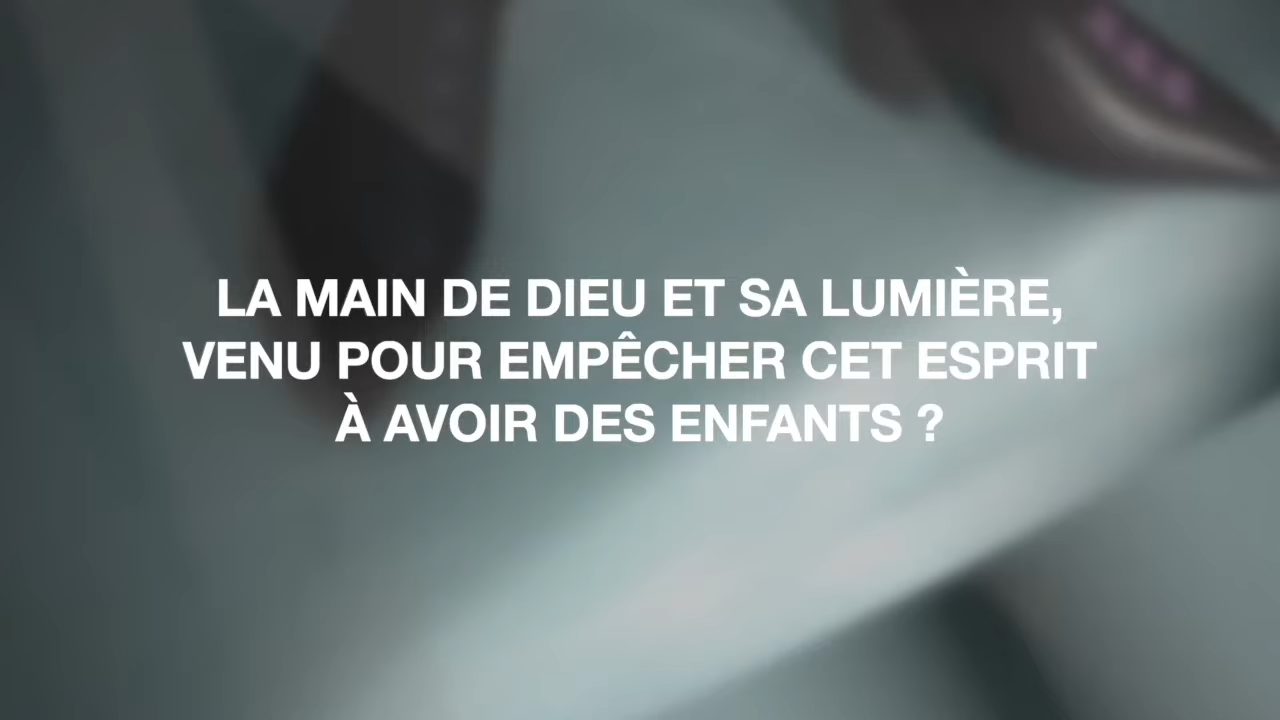 LA MAIN DE DIEU ET SA LUMIÈRE,
VENU POUR EMPÊCHER CET ESPRIT
À AVOIR DES ENFANTS ?